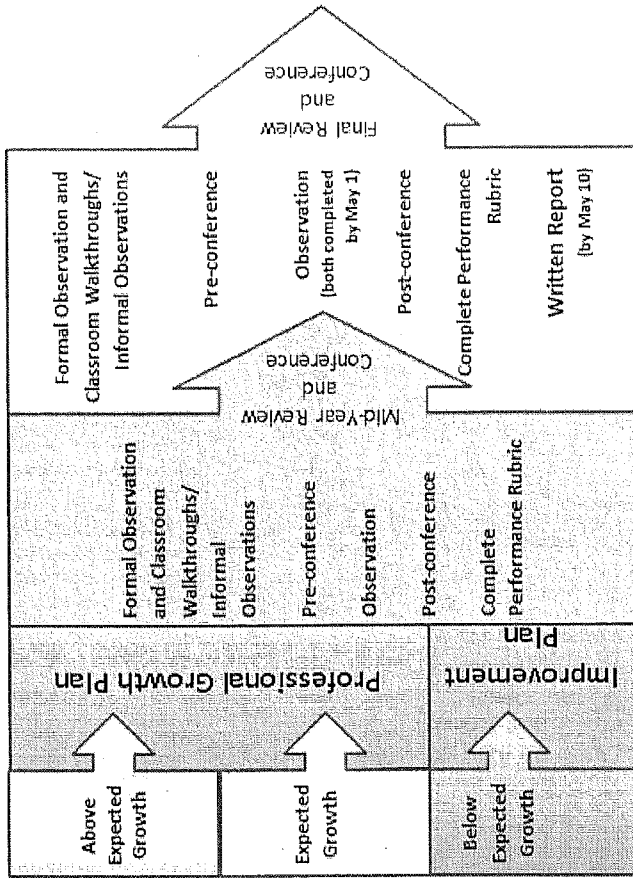 Above
Expected
Growth
Expected
Growth
Below
Expected
Growth
Professional Growth Plan
Improvement
Plan
Formal Observation
and Classroom
Walkthroughs/
Informal
Observations
Pre-conference
Observation
Post-conference
Complete
Performance Rubric
Mid-Year Review
and
Conference
Formal Observation and
Classroom Walkthroughs/
Informal Observations
Pre-conference
Observation
(both completed
by May 1)
Post-conference
Complete Performance
Rubric
Written Report
(by May 10)
Final Review
and
Conference